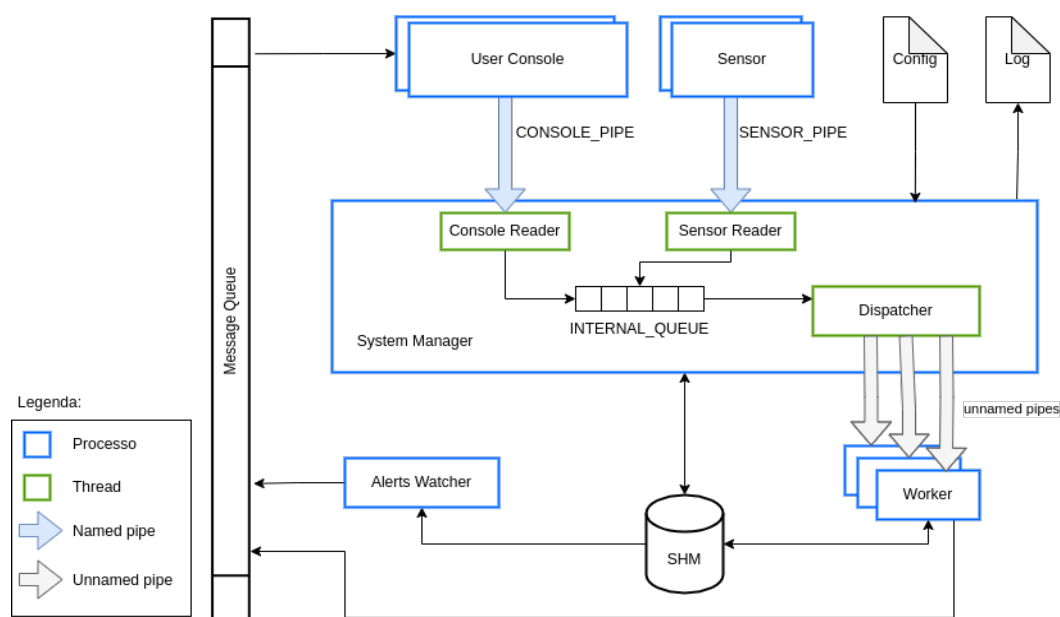 User Console
Sensor
Config
Log
CONSOLE_PIPE
SENSOR_PIPE
Console Reader
Sensor Reader
Message Queue
INTERNAL_QUEUE
Dispatcher
System Manager
unnamed pipes
Legenda:
Processo
Thread
Named pipe
Unnamed pipe
Alerts Watcher
Worker
SHM